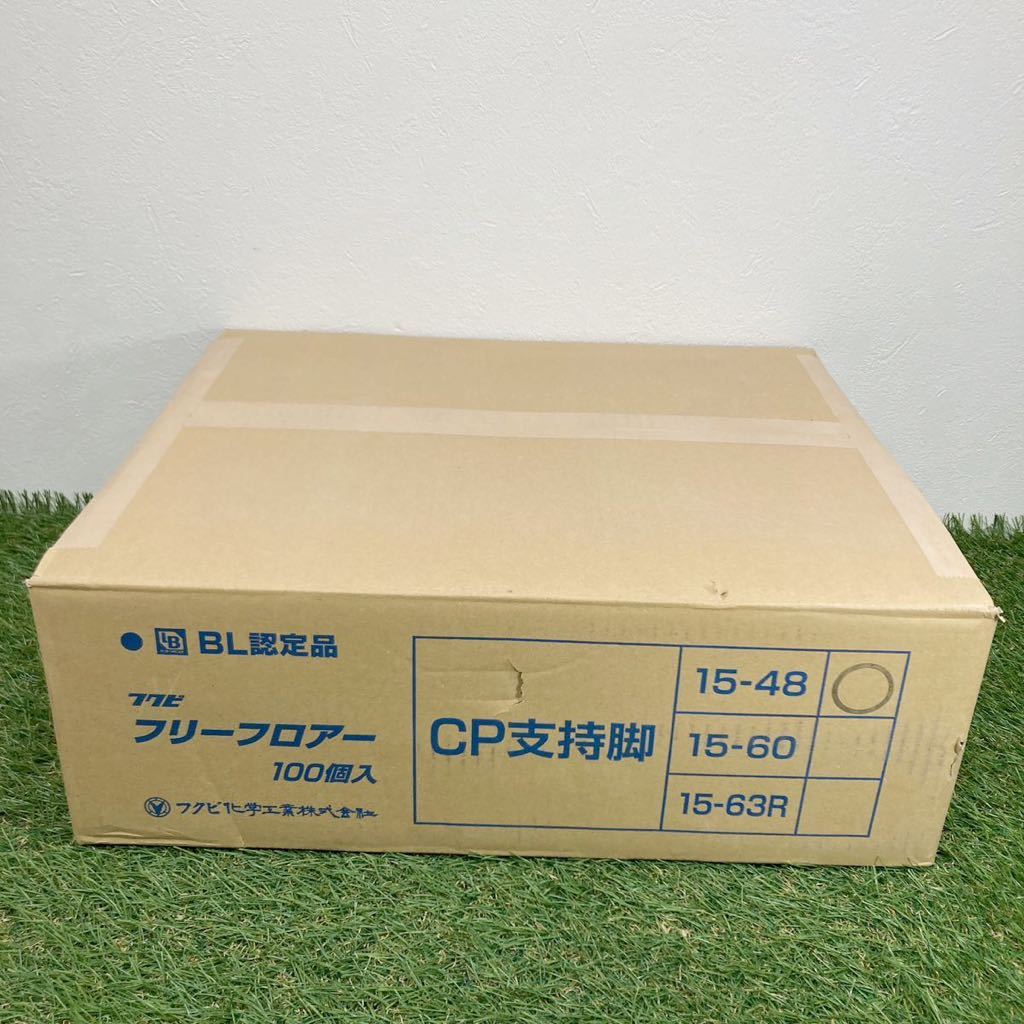 ● BL認定品
フクビ
フリーフロアー
100個入
フクビ化学工業株式会社
CP支持脚
15-48
15-60
15-63R